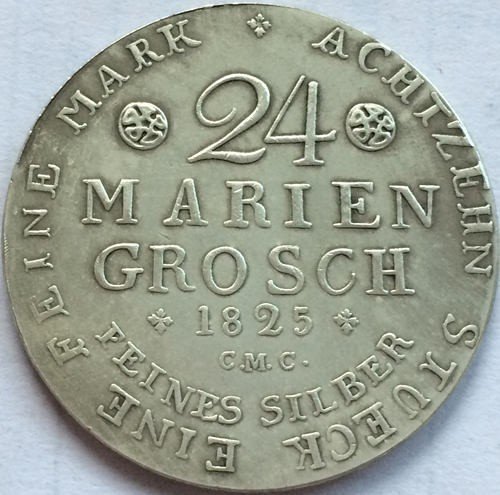 ACHTZEHN STUECK EINE FEINE MARK
24
MARIEN
GROSCH
1825
C.M.C.
FEINES SILBER